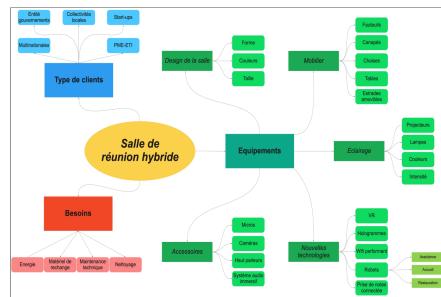 Entité
gouvernements
Collectivités
locales
Start-ups
Multinationales
PME-ETI
Type de clients
Salle de
réunion hybride
Besoins
Energie
Matériel de
rechange
Maintenance
technique
Nettoyage
Equipements
Design de la salle
Forme
Couleurs
Taille
Mobilier
Fauteuils
Canapés
Chaises
Tables
Estrades
amovibles
Eclairage
Projecteurs
Lampes
Couleurs
Intensité
Accessoires
Micros
Caméras
Haut parleurs
Système audio
immersif
Nouvelles
technologies
VR
Hologrammes
Wifi performant
Robots
Prise de notes
connectée
Assistance
Accueil
Restauration